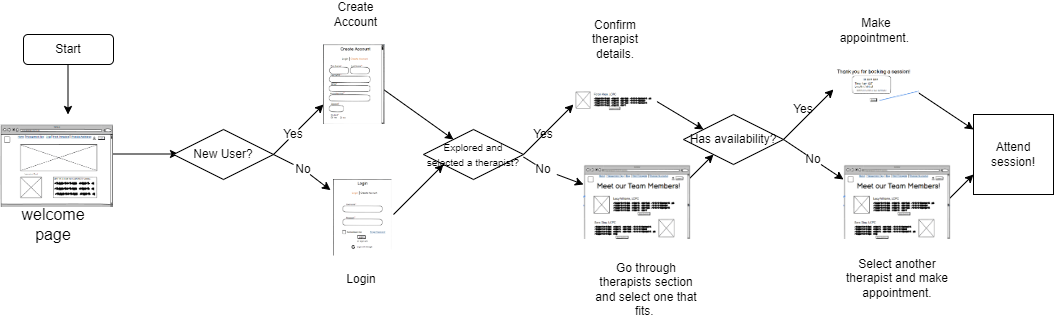 Start
welcome
page
New User?
Yes
No
Create
Account
Create Account
Login
Login
Explored and
selected a therapist?
Yes
No
Confirm
therapist
details.
Meet our Team Members!
Go through
therapists section
and select one that
fits.
Has availability?
Yes
No
Make
appointment.
Thank you for booking a session!
Meet our Team Members!
Select another
therapist and make
appointment.
Attend
session!